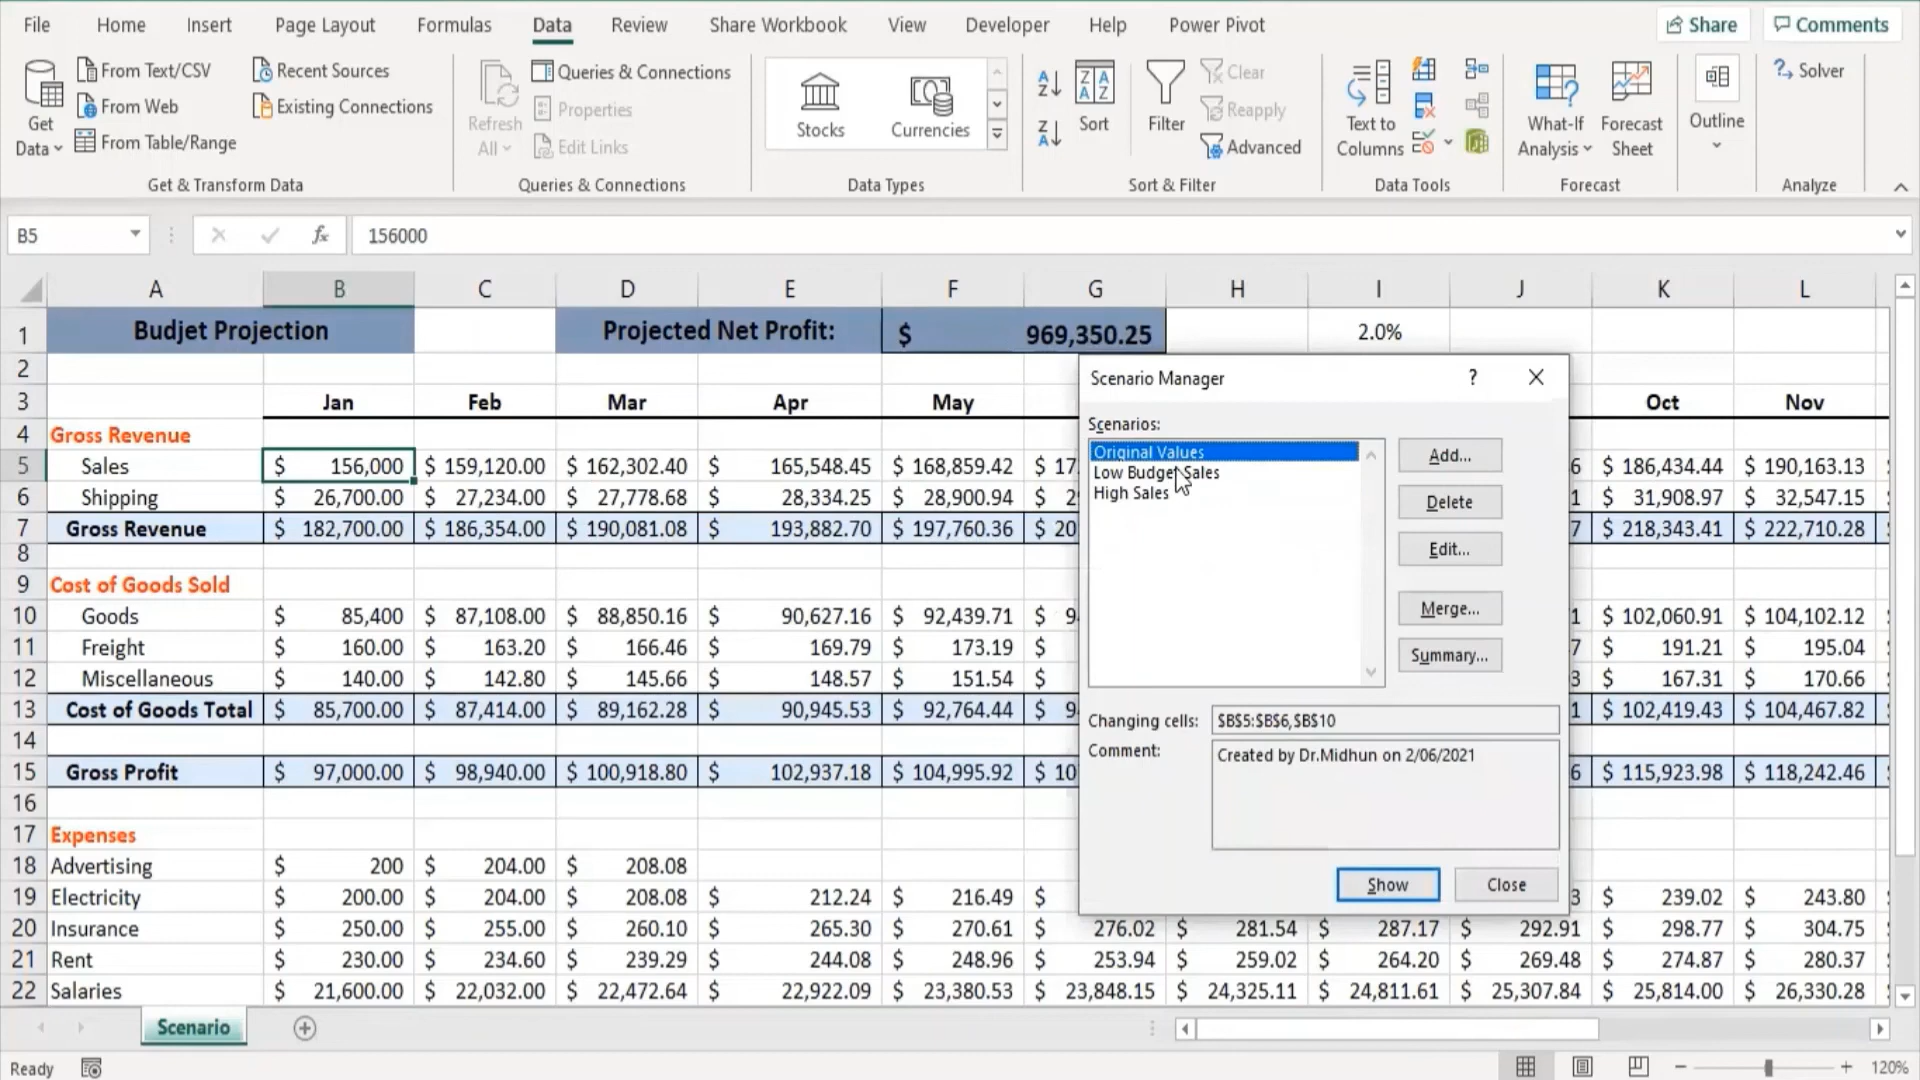 File Home Insert Page Layout Formulas Data Review Share Workbook View Developer Help Power Pivot Share Comments
Get Data
From Text/CSV
From Web
From Table/Range
Recent Sources
Existing Connections
Get & Transform Data
Refresh All
Queries & Connections
Properties
Edit Links
Queries & Connections
Stocks
Currencies
Data Types
Sort
Filter
Clear
Reapply
Advanced
Sort & Filter
Text to Columns
Data Tools
What-If Analysis
Forecast Sheet
Forecast
Outline
Solver
Analyze
B5 fx 156000
A B C D E F G H I J K L
1 Budjet Projection Projected Net Profit: $ 969,350.25 2.0%
2
3 Jan Feb Mar Apr May Oct Nov
4 Gross Revenue
5 Sales $ 156,000 $ 159,120.00 $ 162,302.40 $ 165,548.45 $ 168,859.42 $ 17 6 $ 186,434.44 $ 190,163.13
6 Shipping $ 26,700.00 $ 27,234.00 $ 27,778.68 $ 28,334.25 $ 28,900.94 $ 1 $ 31,908.97 $ 32,547.15
7 Gross Revenue $ 182,700.00 $ 186,354.00 $ 190,081.08 $ 193,882.70 $ 197,760.36 $ 20 7 $ 218,343.41 $ 222,710.28
8
9 Cost of Goods Sold
10 Goods $ 85,400 $ 87,108.00 $ 88,850.16 $ 90,627.16 $ 92,439.71 $ 1 $ 102,060.91 $ 104,102.12
11 Freight $ 160.00 $ 163.20 $ 166.46 $ 169.79 $ 173.19 $ 7 $ 191.21 $ 195.04
12 Miscellaneous $ 140.00 $ 142.80 $ 145.66 $ 148.57 $ 151.54 $ 3 $ 167.31 $ 170.66
13 Cost of Goods Total $ 85,700.00 $ 87,414.00 $ 89,162.28 $ 90,945.53 $ 92,764.44 $ 1 $ 102,419.43 $ 104,467.82
14
15 Gross Profit $ 97,000.00 $ 98,940.00 $ 100,918.80 $ 102,937.18 $ 104,995.92 $ 10 6 $ 115,923.98 $ 118,242.46
16
17 Expenses
18 Advertising $ 200 $ 204.00 $ 208.08
19 Electricity $ 200.00 $ 204.00 $ 208.08 $ 212.24 $ 216.49 $ 3 $ 239.02 $ 243.80
20 Insurance $ 250.00 $ 255.00 $ 260.10 $ 265.30 $ 270.61 $ 276.02 $ 281.54 $ 287.17 $ 292.91 $ 298.77 $ 304.75
21 Rent $ 230.00 $ 234.60 $ 239.29 $ 244.08 $ 248.96 $ 253.94 $ 259.02 $ 264.20 $ 269.48 $ 274.87 $ 280.37
22 Salaries $ 21,600.00 $ 22,032.00 $ 22,472.64 $ 22,922.09 $ 23,380.53 $ 23,848.15 $ 24,325.11 $ 24,811.61 $ 25,307.84 $ 25,814.00 $ 26,330.28
Scenario Manager ?
Scenarios:
Original Values
Low Budget Sales
High Sales
Add...
Delete
Edit...
Merge...
Summary...
Changing cells: $B$5:$B$6,$B$10
Comment: Created by Dr.Midhun on 2/06/2021
Show Close
Scenario
Ready 120%